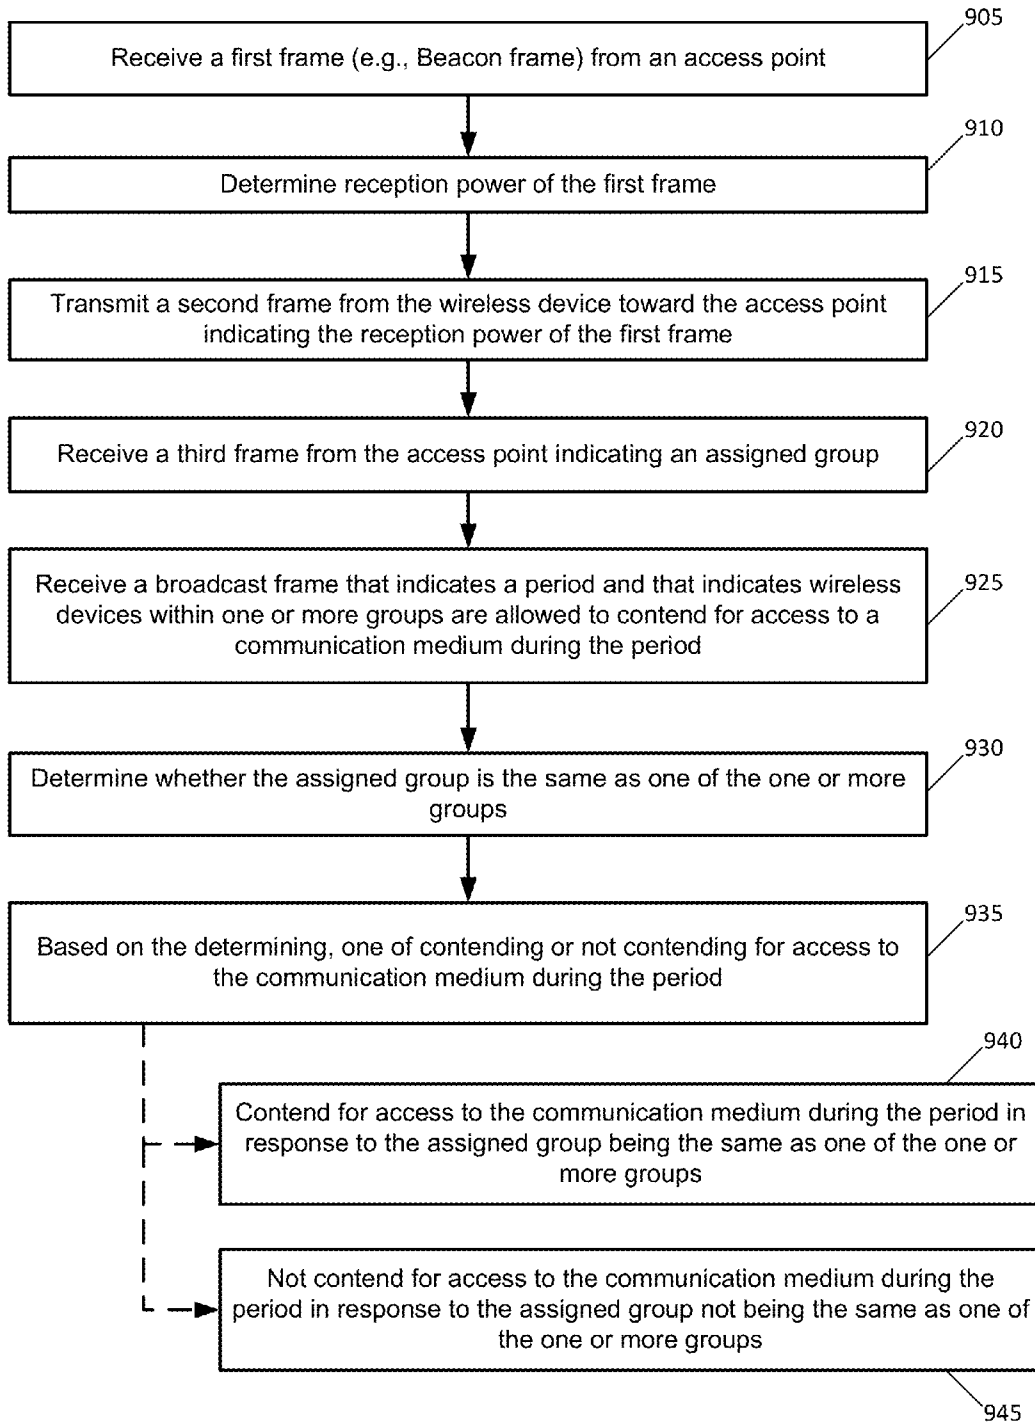 905
Receive a first frame (e.g., Beacon frame) from an access point
910
Determine reception power of the first frame
915
Transmit a second frame from the wireless device toward the access point
indicating the reception power of the first frame
920
Receive a third frame from the access point indicating an assigned group
925
Receive a broadcast frame that indicates a period and that indicates wireless
devices within one or more groups are allowed to contend for access to a
communication medium during the period
930
Determine whether the assigned group is the same as one of the one or more
groups
935
Based on the determining, one of contending or not contending for access to
the communication medium during the period
940
Contend for access to the communication medium during the period in
response to the assigned group being the same as one of the one or
more groups
Not contend for access to the communication medium during the
period in response to the assigned group not being the same as one of
the one or more groups
945